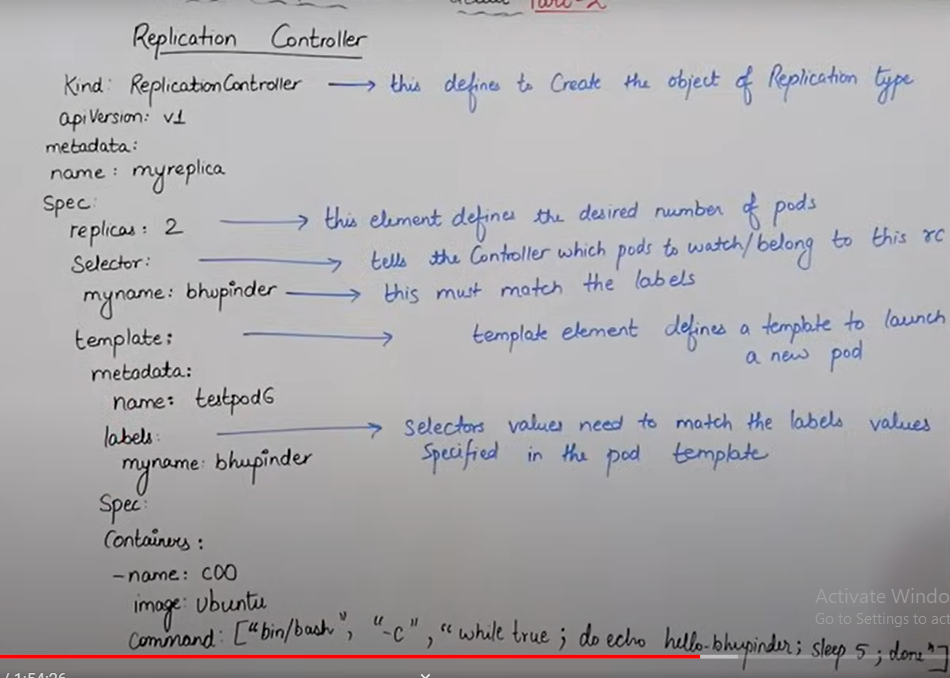 Part-2
Replication Controller
Kind: ReplicationController → this defines to Create the object of Replication type
apiVersion: v1
metadata:
name: myreplica
Spec:
replicas: 2 → this element defines the desired number of pods
Selector: → tells the Controller which pods to watch/belong to this rc
myname: bhupinder → this must match the labels
template: → template element defines a template to launch
a new pod
metadata:
name: testpod6
labels: → Selectors values need to match the labels values
Specified in the pod template
myname: bhupinder
Spec:
Containers:
-name: c00
image: Ubuntu
Command: ["bin/bash", "-c", "while true; do echo hello-bhupinder; sleep 5; done"]
Activate Windo
Go to Settings to act
/ 1:54:26